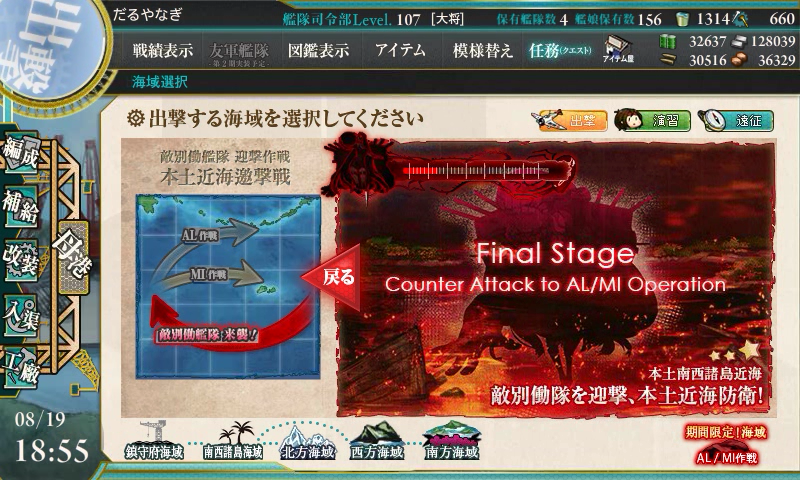 だるやなぎ
艦隊司令部Level. 107 [大将]
保有艦隊数 4 艦娘保有数 156
1314
660
戦績表示
友軍艦隊
-第2期実装予定-
図鑑表示
アイテム
模様替え
任務(クエスト)
アイテム屋
32637
128039
30516
36329
出撃
海域選択
出撃する海域を選択してください
出撃
演習
遠征
編成
補給
改装
入渠
工廠
母港
敵別働艦隊 迎撃作戦
本土近海邀撃戦
AL作戦
MI作戦
敵別働艦隊、来襲!!
戻る
Final Stage
Counter Attack to AL/MI Operation
本土南西諸島近海
敵別働隊を迎撃、本土近海防衛!
08/19
18:55
鎮守府海域
南西諸島海域
北方海域
西方海域
南方海域
期間限定!海域
AL / MI作戦